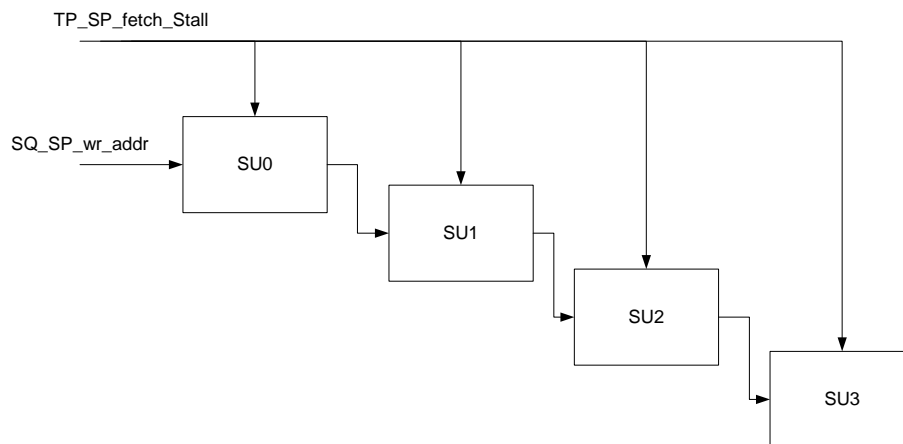 TP_SP_fetch_Stall
SQ_SP_wr_addr
SU0
SU1
SU2
SU3